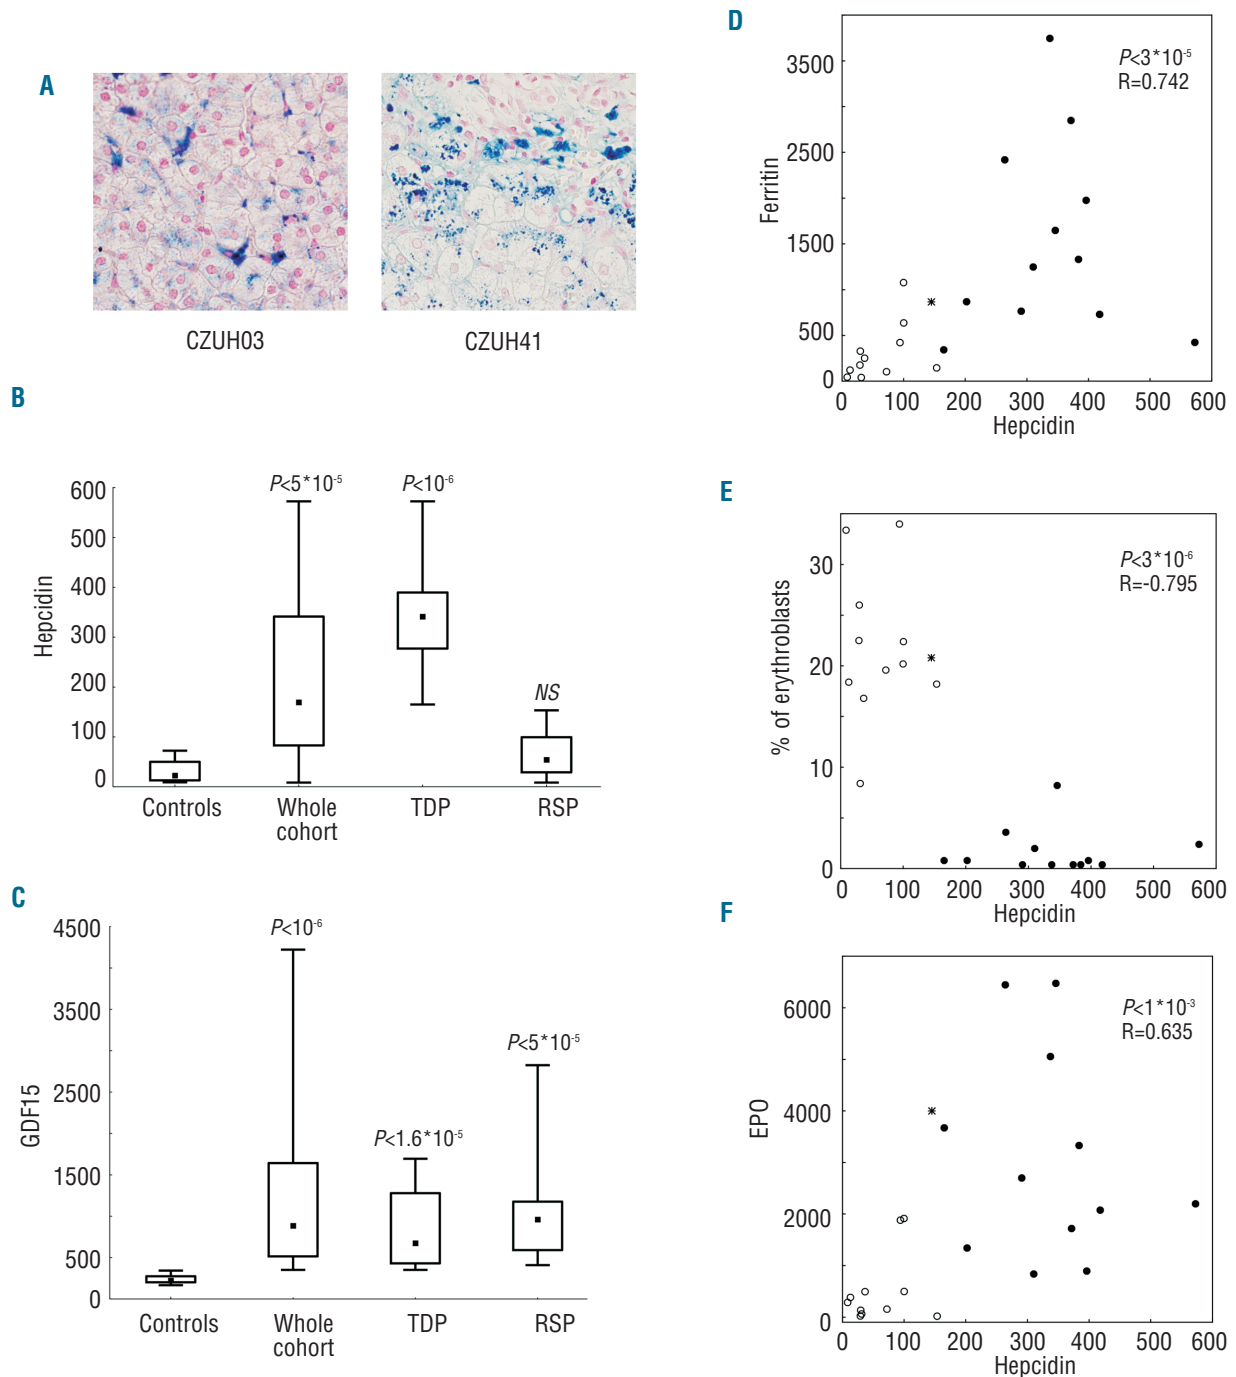 A
CZUH03
CZUH41
B
P<5*10-5
P<10-6
NS
Hepcidin
600
500
400
300
200
100
0
Controls
Whole cohort
TDP
RSP
C
P<10-6
P<1.6*10-5
P<5*10-5
GDF15
4500
3500
2500
1500
500
0
Controls
Whole cohort
TDP
RSP
D
P<3*10-5
R=0.742
Ferritin
3500
2500
1500
500
0
0 100 200 300 400 500 600
Hepcidin
E
P<3*10-6
R=-0.795
% of erythroblasts
30
20
10
0
0 100 200 300 400 500 600
Hepcidin
F
P<1*10-3
R=0.635
EPO
6000
4000
2000
0
0 100 200 300 400 500 600
Hepcidin